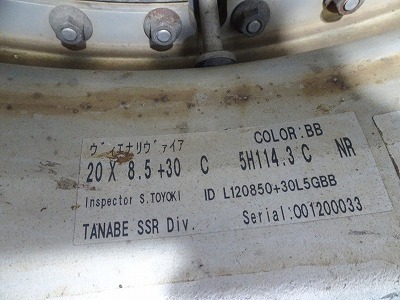 ヴィエナリヴァイア COLOR:BB
20 X 8.5 +30 C 5H114.3 C NR
Inspector S.TOYOKI ID L120850+30L5GBB
TANABE SSR Div. Serial:001200033